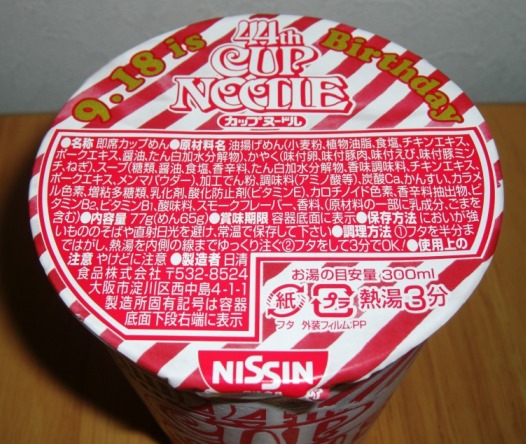 9.18 is
44th
Birthday
CUP
NOODLE
カップヌードル
●名称 即席カップめん●原材料名 油揚げめん(小麦粉、植物油脂、食塩、チキンエキス、
ポークエキス、醤油、たん白加水分解物)、かやく(味付卵、味付豚肉、味付えび、味付豚ミ
ンチ、ねぎ)、スープ(糖類、醤油、食塩、香辛料、たん白加水分解物、香味調味料、チキンエキス、
ポークエキス、メンマパウダー)、加工でん粉、調味料(アミノ酸等)、炭酸Ca、かんすい、カラメ
ル色素、増粘多糖類、乳化剤、酸化防止剤(ビタミンE)、カロチノイド色素、香辛料抽出物、
ビタミンB2、ビタミンB1、酸味料、スモークフレーバー、香料、(原材料の一部に乳成分、ごまを
含む)●内容量 77g(めん65g)●賞味期限 容器底面に表示●保存方法 においが強
いもののそばや直射日光を避け、常温で保存して下さい●調理方法 ①フタを半分ま
ではがし、熱湯を内側の線までゆっくり注ぐ②フタをして3分でOK!●使用上の
注意 やけどに注意 ●製造者 日清
食品株式会社 〒532-8524
大阪市淀川区西中島4-1-1
製造所固有記号は容器
底面下段右端に表示
お湯の目安量 300ml
紙 プラ 熱湯3分
フタ 外装フィルム:PP
NISSIN